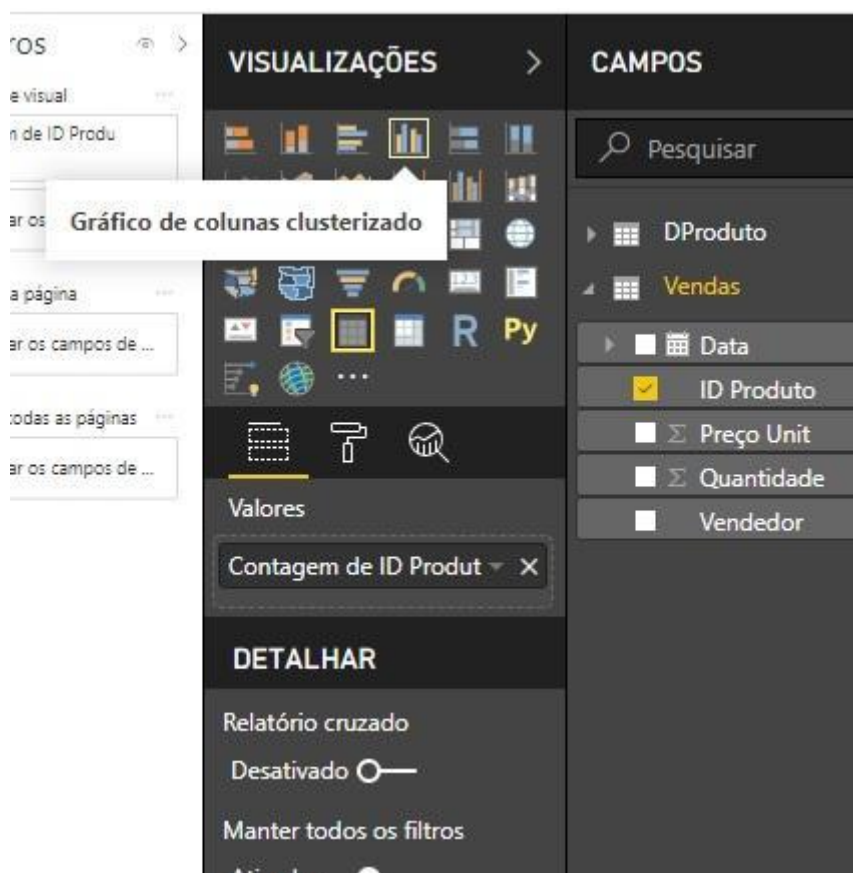 ROS
e visual
n de ID Produ
ar os
a página
ar os campos de ...
todas as páginas
ar os campos de ...
VISUALIZAÇÕES
Gráfico de colunas clusterizado
R Py
Valores
Contagem de ID Produt
DETALHAR
Relatório cruzado
Desativado
Manter todos os filtros
CAMPOS
Pesquisar
DProduto
Vendas
Data
ID Produto
Σ Preço Unit
Σ Quantidade
Vendedor